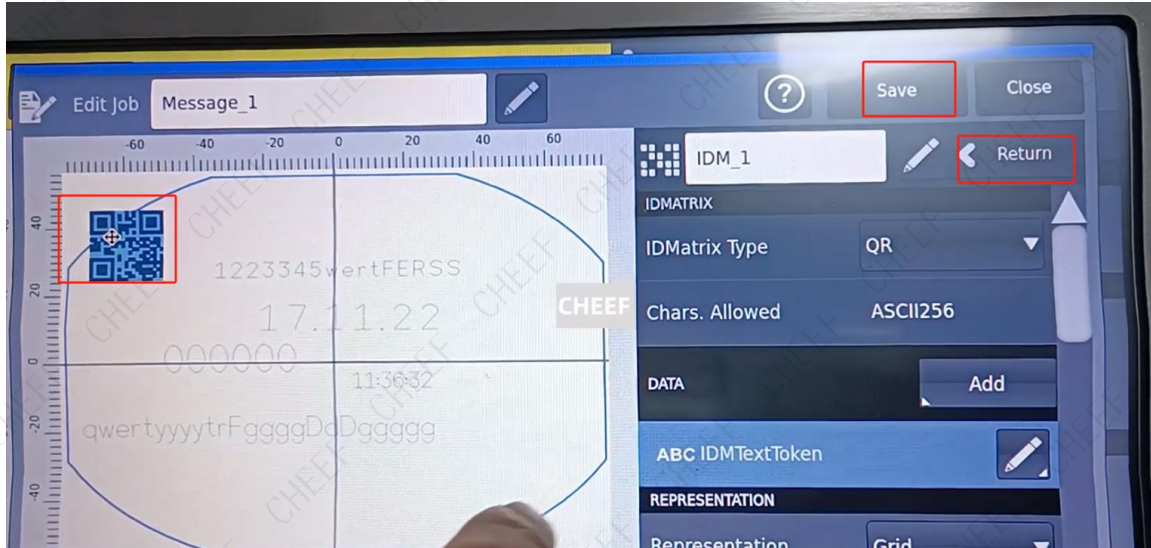 Edit Job
Message_1
?
Save
Close
-60 -40 -20 0 20 40 60
IDM_1
Return
IDMATRIX
IDMatrix Type
QR
Chars. Allowed
ASCII256
DATA
Add
ABC IDMTextToken
REPRESENTATION
Representation
Grid
40
20
0
-20
-40
1223345wertFERSS
17.11.22
000000
11:36:32
qwertyyyytrFggggDdDggggg
CHEEF